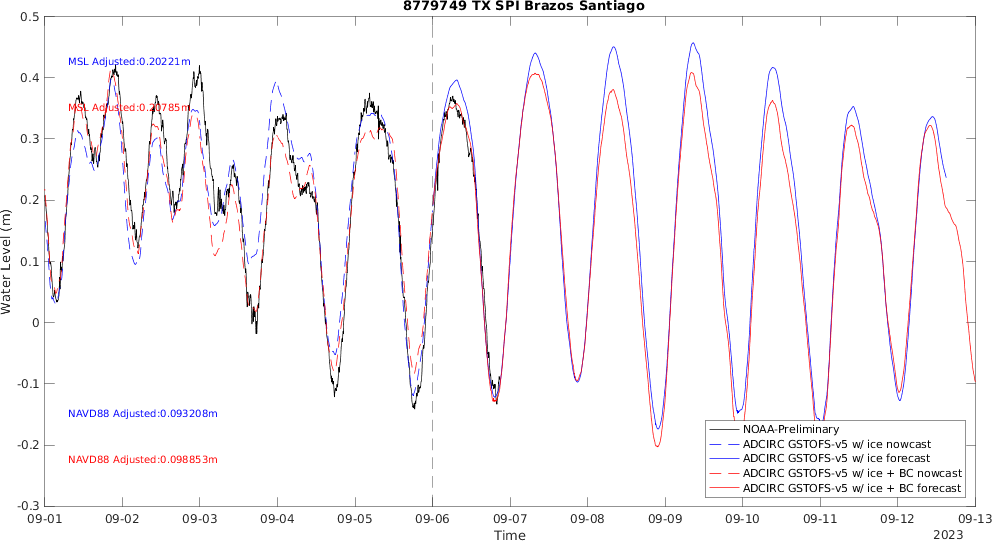 8779749 TX SPI Brazos Santiago
0.5
0.4
0.3
0.2
0.1
0
-0.1
-0.2
-0.3
Water Level (m)
MSL Adjusted:0.20221m
MSL Adjusted:0.20785m
NAVD88 Adjusted:0.093208m
NAVD88 Adjusted:0.098853m
NOAA-Preliminary
ADCIRC GSTOFS-v5 w/ ice nowcast
ADCIRC GSTOFS-v5 w/ ice forecast
ADCIRC GSTOFS-v5 w/ ice + BC nowcast
ADCIRC GSTOFS-v5 w/ ice + BC forecast
09-01 09-02 09-03 09-04 09-05 09-06 09-07 09-08 09-09 09-10 09-11 09-12 09-13
Time
2023